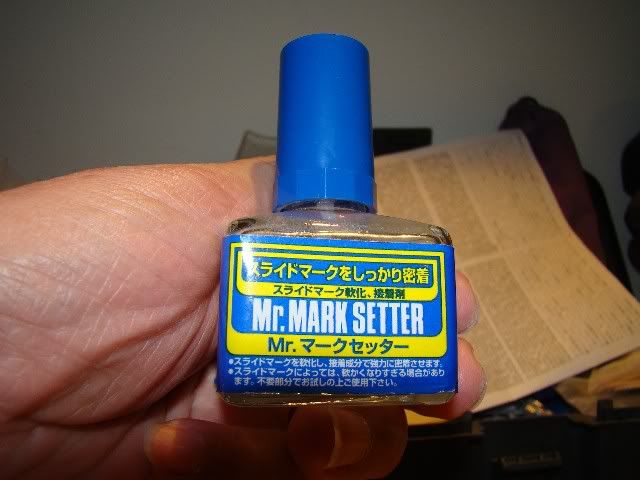 スライドマークをしっかり密着
スライドマーク軟化、接着剤
Mr. MARK SETTER
Mr. マークセッター
●スライドマークを軟化し、接着成分で強力に密着させます。
●スライドマークによっては、軟かくなりすぎる場合があり
ます。不要部分でお試しの上ご使用下さい。